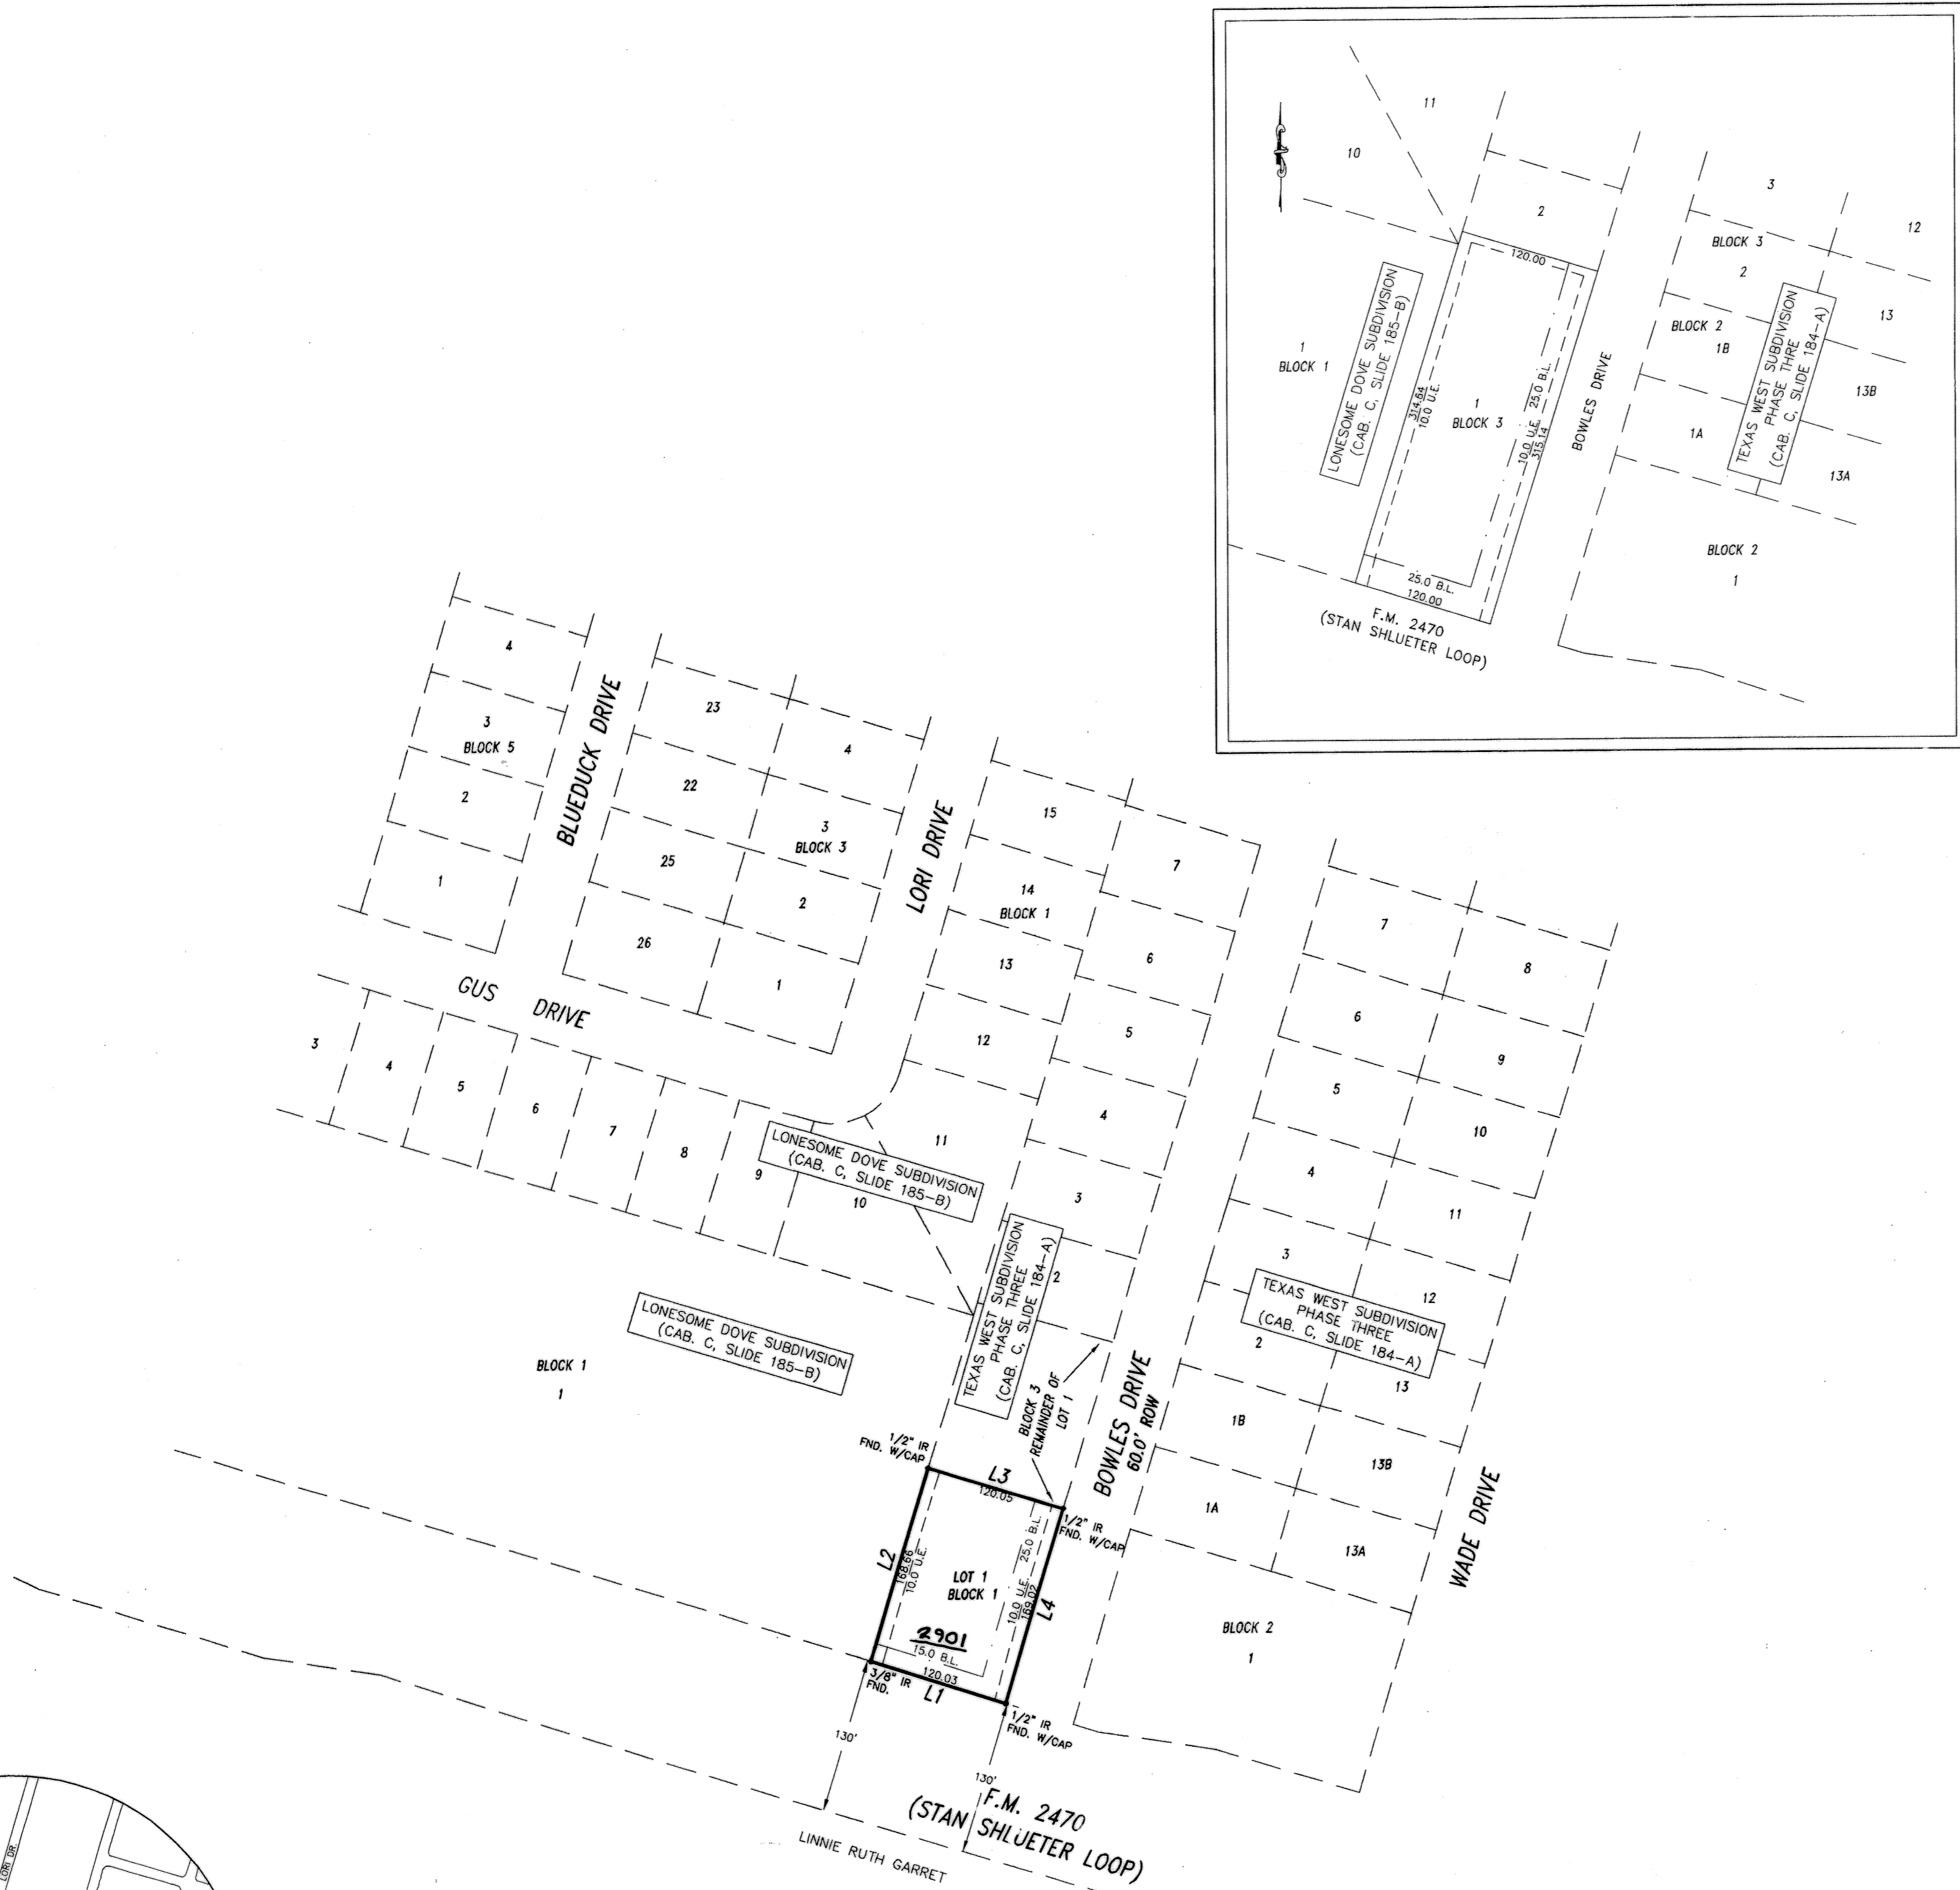 11
10
3
2
12
BLOCK 3
2
120.00
LONESOME DOVE SUBDIVISION
(CAB. C, SLIDE 185-B)
13
BLOCK 2
1B
TEXAS WEST SUBDIVISION
PHASE THRE
(CAB. C, SLIDE 184-A)
1
BLOCK 1
314.64
10.0 U.E.
1
BLOCK 3
10.0 U.E. 25.0 B.L.
315.14
BOWLES DRIVE
13B
1A
13A
BLOCK 2
1
25.0 B.L.
120.00
F.M. 2470
(STAN SHLUETER LOOP)
4
3
BLOCK 5
2
1
BLUEDUCK DRIVE
23
4
22
3
BLOCK 3
25
2
26
1
LORI DRIVE
15
7
14
BLOCK 1
13
6
12
5
11
4
3
2
7
8
6
9
5
10
4
11
3
12
2
13
1B
13B
1A
13A
GUS DRIVE
3
4
5
6
7
8
9
10
LONESOME DOVE SUBDIVISION
(CAB. C, SLIDE 185-B)
TEXAS WEST SUBDIVISION
PHASE THREE
(CAB. C, SLIDE 184-A)
TEXAS WEST SUBDIVISION
PHASE THREE
(CAB. C, SLIDE 184-A)
LONESOME DOVE SUBDIVISION
(CAB. C, SLIDE 185-B)
BLOCK 1
1
BLOCK 3
REMAINDER OF
LOT 1
BOWLES DRIVE
60.0' ROW
WADE DRIVE
1/2" IR
FND. W/CAP
L3
120.05
1/2" IR
FND. W/CAP
L2
168.66
10.0 U.E.
LOT 1
BLOCK 1
10.0 U.E. 25.0 B.L.
169.02
L4
2901
15.0 B.L.
120.03
L1
3/8" IR
FND.
1/2" IR
FND. W/CAP
BLOCK 2
1
130'
130'
F.M. 2470
(STAN SHLUETER LOOP)
LINNIE RUTH GARRET
LORI DR.